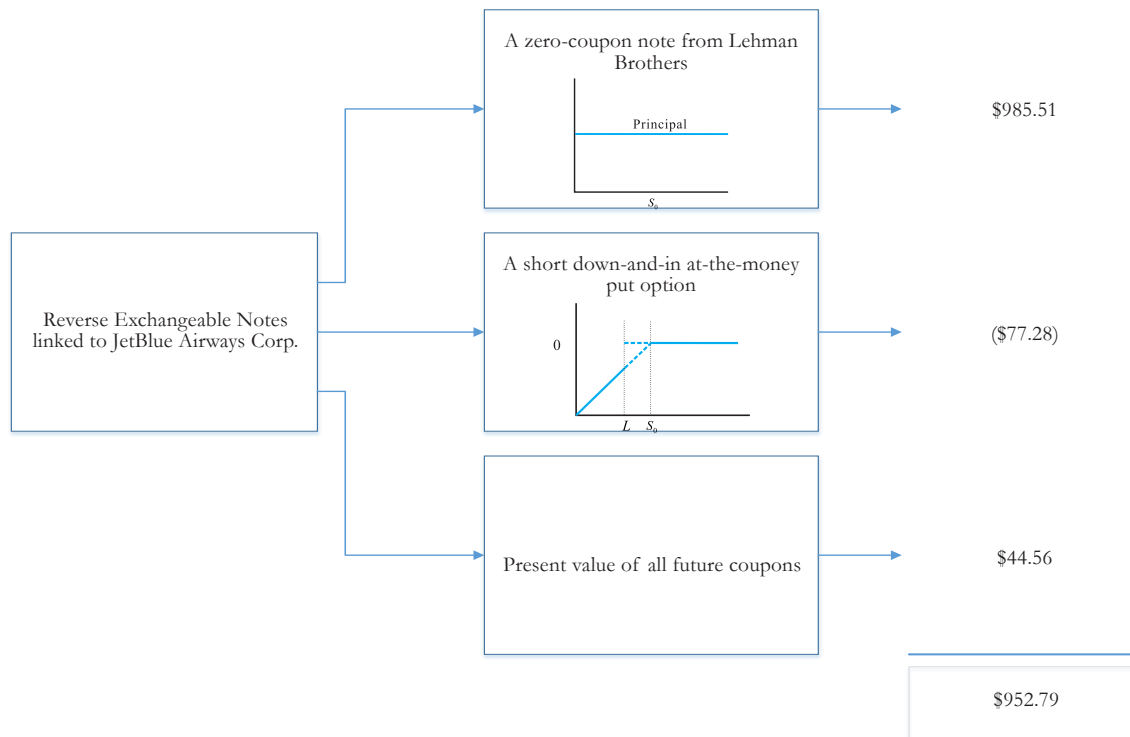 A zero-coupon note from Lehman
Brothers
Principal
S₀
$985.51
Reverse Exchangeable Notes
linked to JetBlue Airways Corp.
A short down-and-in at-the-money
put option
0
L S₀
($77.28)
Present value of all future coupons
$44.56
$952.79